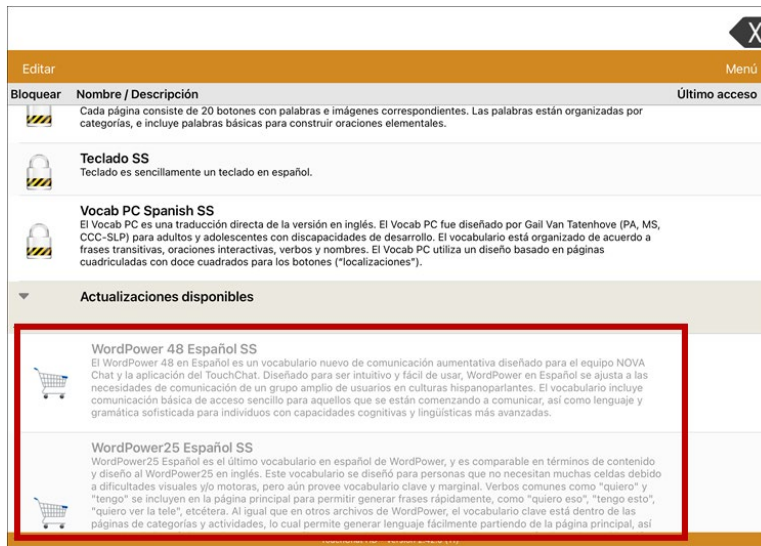 X
Editar Menú
Bloquear Nombre / Descripción Último acceso
Cada página consiste de 20 botones con palabras e imágenes correspondientes. Las palabras están organizadas por
categorías, e incluye palabras básicas para construir oraciones elementales.
Teclado SS
Teclado es sencillamente un teclado en español.
Vocab PC Spanish SS
El Vocab PC es una traducción directa de la versión en inglés. El Vocab PC fue diseñado por Gail Van Tatenhove (PA, MS,
CCC-SLP) para adultos y adolescentes con discapacidades de desarrollo. El vocabulario está organizado de acuerdo a
frases transitivas, oraciones interactivas, verbos y nombres. El Vocab PC utiliza un diseño basado en páginas
cuadriculadas con doce cuadrados para los botones ("localizaciones").
Actualizaciones disponibles
WordPower 48 Español SS
El WordPower 48 en Español es un vocabulario nuevo de comunicación aumentativa diseñado para el equipo NOVA
Chat y la aplicación del TouchChat. Diseñado para ser intuitivo y fácil de usar, WordPower en Español se ajusta a las
necesidades de comunicación de un grupo amplio de usuarios en culturas hispanoparlantes. El vocabulario incluye
comunicación básica de acceso sencillo para aquellos que se están comenzando a comunicar, así como lenguaje y
gramática sofisticada para individuos con capacidades cognitivas y lingüísticas más avanzadas.
WordPower25 Español SS
WordPower25 Español es el último vocabulario en español de WordPower, y es comparable en términos de contenido
y diseño al WordPower25 en inglés. Este vocabulario se diseñó para personas que no necesitan muchas celdas debido
a dificultades visuales y/o motoras, pero aún provee vocabulario clave y marginal. Verbos comunes como "quiero" y
"tengo" se incluyen en la página principal para permitir generar frases rápidamente, como "quiero eso", "tengo esto",
"quiero ver la tele", etcétera. Al igual que en otros archivos de WordPower, el vocabulario clave está dentro de las
páginas de categorías y actividades, lo cual permite generar lenguaje fácilmente partiendo de la página principal, así